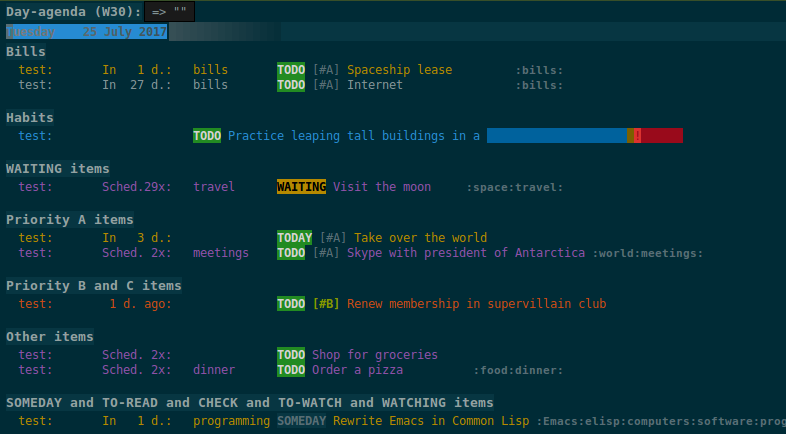 Day-agenda (W30): => ""
Tuesday 25 July 2017
Bills
test: In 1 d.: bills TODO [#A] Spaceship lease :bills:
test: In 27 d.: bills TODO [#A] Internet :bills:
Habits
test: TODO Practice leaping tall buildings in a !
WAITING items
test: Sched.29x: travel WAITING Visit the moon :space:travel:
Priority A items
test: In 3 d.: TODAY [#A] Take over the world
test: Sched. 2x: meetings TODO [#A] Skype with president of Antarctica :world:meetings:
Priority B and C items
test: 1 d. ago: TODO [#B] Renew membership in supervillain club
Other items
test: Sched. 2x: TODO Shop for groceries
test: Sched. 2x: dinner TODO Order a pizza :food:dinner:
SOMEDAY and TO-READ and CHECK and TO-WATCH and WATCHING items
test: In 1 d.: programming SOMEDAY Rewrite Emacs in Common Lisp :Emacs:elisp:computers:software:prog